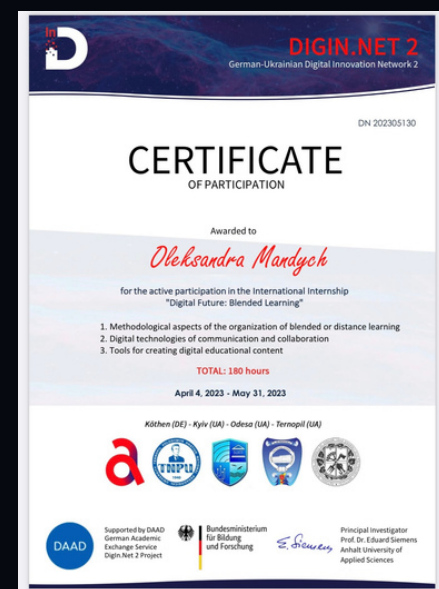 in
D
DIGIN.NET 2
German-Ukrainian Digital Innovation Network 2
DN 202305130
CERTIFICATE
OF PARTICIPATION
Awarded to
Oleksandra Mandych
for the active participation in the International Internship
"Digital Future: Blended Learning"
1. Methodological aspects of the organization of blended or distance learning
2. Digital technologies of communication and collaboration
3. Tools for creating digital educational content
TOTAL: 180 hours
April 4, 2023 - May 31, 2023
Köthen (DE) - Kyiv (UA) - Odesa (UA) - Ternopil (UA)
TNPU
DAAD
Supported by DAAD
German Academic
Exchange Service
Digin.Net 2 Project
Bundesministerium
für Bildung
und Forschung
E. Siemens
Principal Investigator
Prof. Dr. Eduard Siemens
Anhalt University of
Applied Sciences